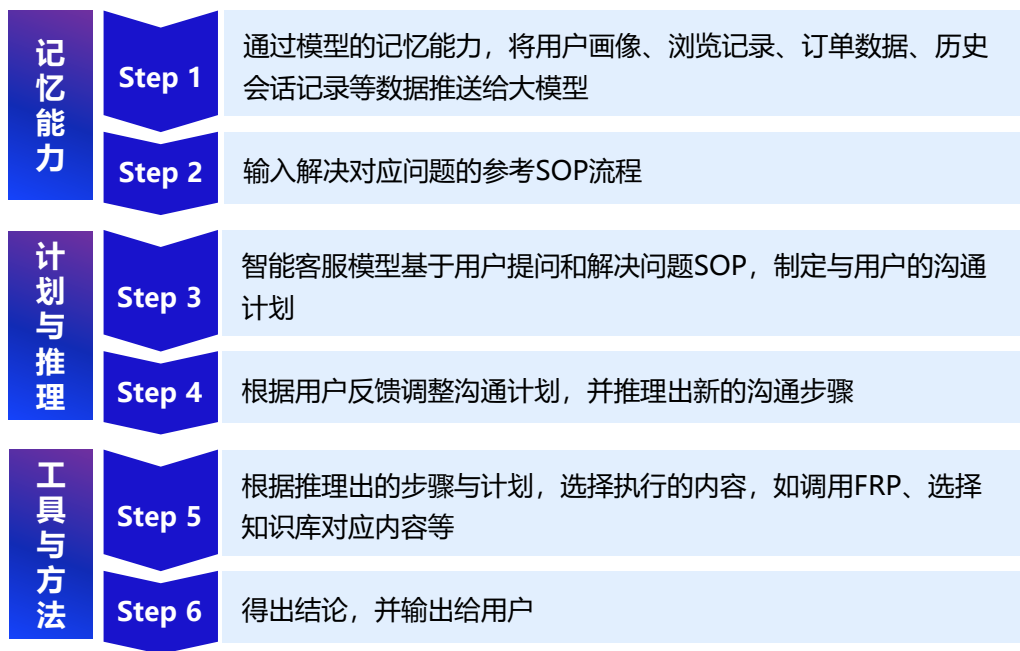 记忆能力
Step 1
通过模型的记忆能力，将用户画像、浏览记录、订单数据、历史
会话记录等数据推送给大模型
Step 2
输入解决对应问题的参考SOP流程
计划与推理
Step 3
智能客服模型基于用户提问和解决问题SOP，制定与用户的沟通
计划
Step 4
根据用户反馈调整沟通计划，并推理出新的沟通步骤
工具与方法
Step 5
根据推理出的步骤与计划，选择执行的内容，如调用FRP、选择
知识库对应内容等
Step 6
得出结论，并输出给用户